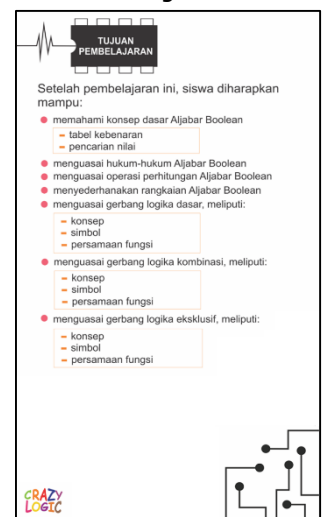 TUJUAN
PEMBELAJARAN
Setelah pembelajaran ini, siswa diharapkan
mampu:
memahami konsep dasar Aljabar Boolean
tabel kebenaran
pencarian nilai
menguasai hukum-hukum Aljabar Boolean
menguasai operasi perhitungan Aljabar Boolean
menyederhanakan rangkaian Aljabar Boolean
menguasai gerbang logika dasar, meliputi:
konsep
simbol
persamaan fungsi
menguasai gerbang logika kombinasi, meliputi:
konsep
simbol
persamaan fungsi
menguasai gerbang logika eksklusif, meliputi:
konsep
simbol
persamaan fungsi
CRAZY
LOGIC